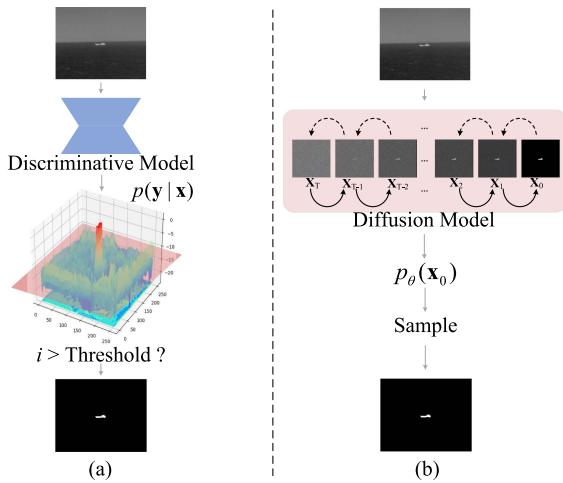 Discriminative Model
p(y | x)
0
−5
−10
−15
−20
0
50
100
150
200
250
0
50
100
150
200
250
i > Threshold ?
(a)
...
X_T X_T-1 X_T-2 ... X_2 X_1 X_0
Diffusion Model
p_θ(x_0)
Sample
(b)